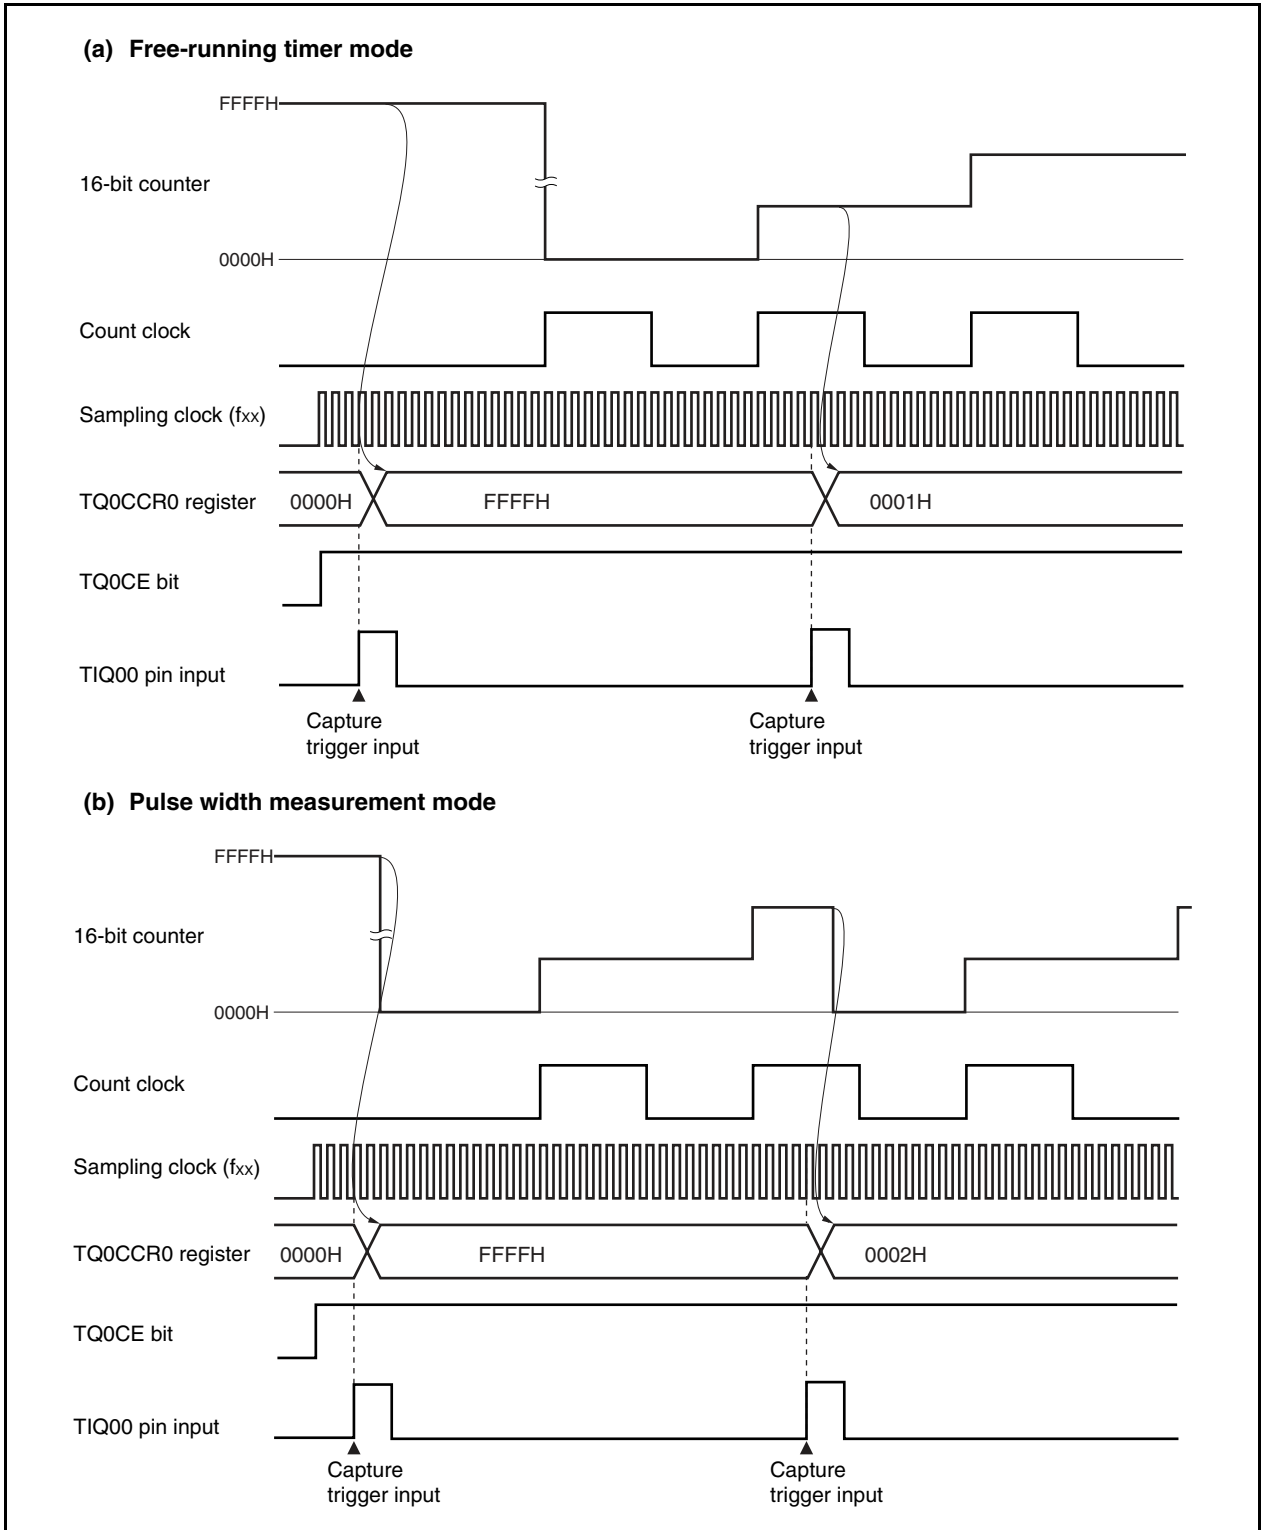 (a) Free-running timer mode
FFFFH
16-bit counter
0000H
Count clock
Sampling clock (fxx)
TQ0CCR0 register 0000H FFFFH 0001H
TQ0CE bit
TIQ00 pin input
Capture
trigger input
Capture
trigger input
(b) Pulse width measurement mode
FFFFH
16-bit counter
0000H
Count clock
Sampling clock (fxx)
TQ0CCR0 register 0000H FFFFH 0002H
TQ0CE bit
TIQ00 pin input
Capture
trigger input
Capture
trigger input